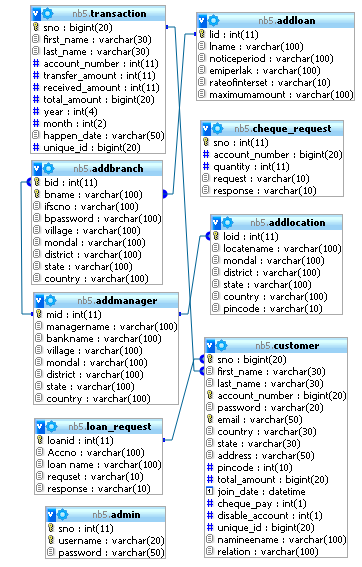 nb5.transaction
sno : bigint(20)
first_name : varchar(30)
last_name : varchar(30)
account_number : int(11)
transfer_amount : int(11)
received_amount : int(11)
total_amount : bigint(20)
year : int(4)
month : int(2)
happen_date : varchar(50)
unique_id : bigint(20)
nb5.addbranch
bid : int(11)
bname : varchar(100)
ifscno : varchar(100)
bpassword : varchar(100)
village : varchar(100)
mondal : varchar(100)
district : varchar(100)
state : varchar(100)
country : varchar(100)
nb5.addmanager
mid : int(11)
managername : varchar(100)
bankname : varchar(100)
village : varchar(100)
mondal : varchar(100)
district : varchar(100)
state : varchar(100)
country : varchar(100)
nb5.loan_request
loanid : int(11)
Accno : varchar(100)
loan name : varchar(100)
requset : varchar(10)
response : varchar(10)
nb5.admin
sno : int(11)
username : varchar(20)
password : varchar(50)
nb5.addloan
lid : int(11)
lname : varchar(100)
noticeperiod : varchar(100)
emiperlak : varchar(100)
rateofinterset : varchar(10)
maximumamount : varchar(100)
nb5.cheque_request
sno : int(11)
account_number : bigint(20)
quantity : int(11)
request : varchar(10)
response : varchar(10)
nb5.addlocation
loid : int(11)
locatename : varchar(100)
mondal : varchar(100)
district : varchar(100)
state : varchar(100)
country : varchar(100)
pincode : varchar(10)
nb5.customer
sno : bigint(20)
first_name : varchar(30)
last_name : varchar(30)
account_number : bigint(20)
password : varchar(20)
email : varchar(50)
country : varchar(30)
state : varchar(30)
address : varchar(50)
pincode : int(10)
total_amount : bigint(20)
join_date : datetime
cheque_pay : int(1)
disable_account : int(1)
unique_id : bigint(20)
namineename : varchar(100)
relation : varchar(100)